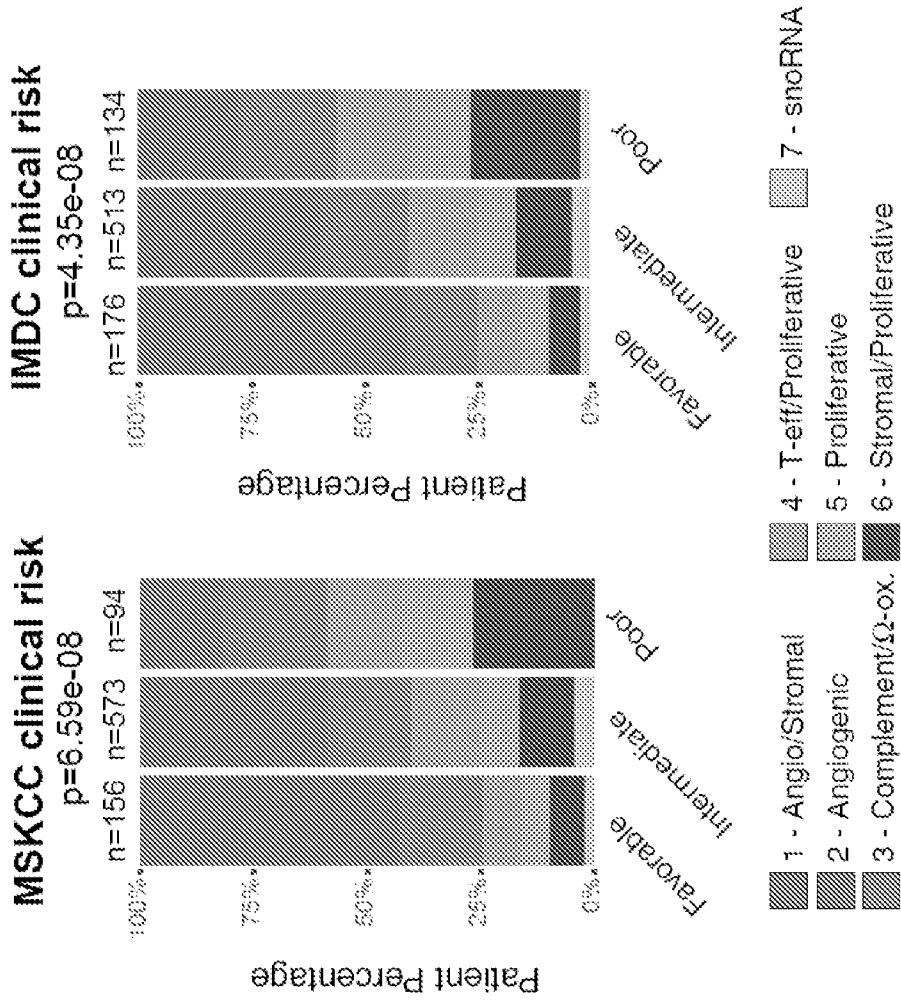 MSKCC clinical risk
p=6.59e-08
n=156 n=573 n=94
100%
75%
50%
25%
0%
Patient Percentage
Favorable
Intermediate
Poor
IMDC clinical risk
p=4.35e-08
n=176 n=513 n=134
100%
75%
50%
25%
0%
Patient Percentage
Favorable
Intermediate
Poor
1 - Angio/Stromal
2 - Angiogenic
3 - Complement/Ω-ox.
4 - T-eff/Proliferative
5 - Proliferative
6 - Stromal/Proliferative
7 - snoRNA